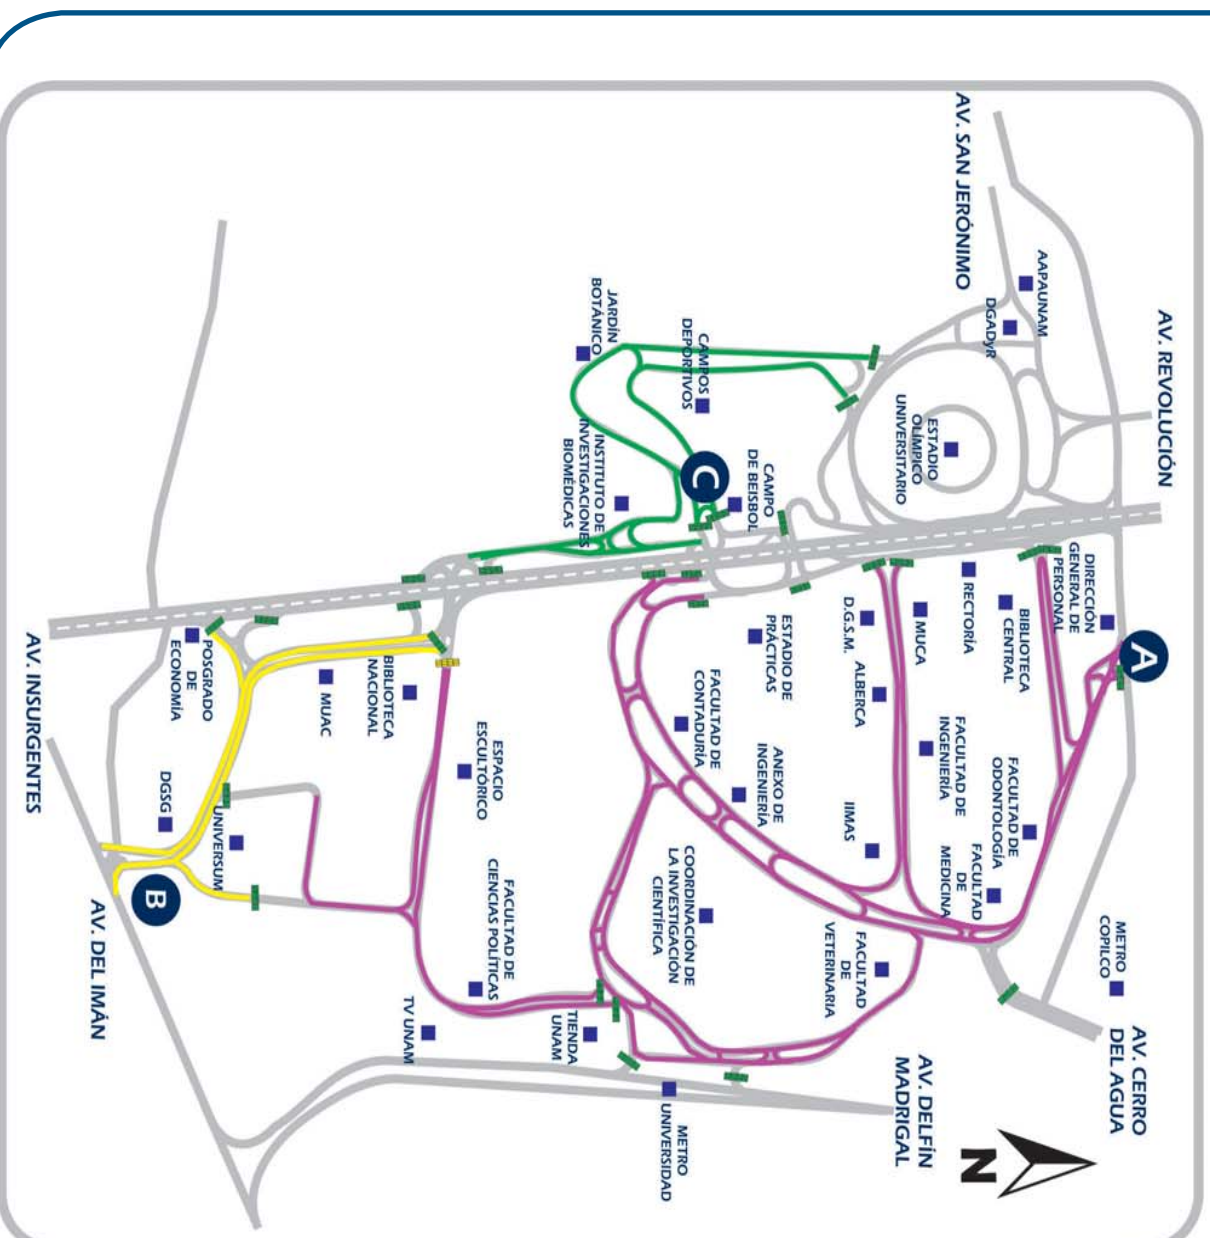 AV. REVOLUCIÓN
A
METRO
COPILCO
AV. CERRO
DEL AGUA
DIRECCIÓN
GENERAL DE
PERSONAL
AAPAUNAM
BIBLIOTECA
CENTRAL
FACULTAD DE
ODONTOLOGÍA
DGADyR
N
AV. SAN JERÓNIMO
RECTORÍA
FACULTAD DE
INGENIERÍA
FACULTAD
DE
MEDICINA
ESTADIO
OLÍMPICO
UNIVERSITARIO
MUCA
AV. DELFÍN
MADRIGAL
D.G.S.M.
ALBERCA
IIMAS
FACULTAD
DE
VETERINARIA
CAMPO
DE BEISBOL
ESTADIO DE
PRÁCTICAS
ANEXO DE
INGENIERÍA
C
CAMPOS
DEPORTIVOS
FACULTAD DE
CONTADURÍA
COORDINACIÓN DE
LA INVESTIGACIÓN
CIENTÍFICA
METRO
UNIVERSIDAD
JARDÍN
BOTÁNICO
INSTITUTO DE
INVESTIGACIONES
BIOMÉDICAS
TIENDA
UNAM
ESPACIO
ESCULTÓRICO
FACULTAD DE
CIENCIAS POLÍTICAS
TV UNAM
BIBLIOTECA
NACIONAL
MUAC
UNIVERSUM
POSGRADO
DE
ECONOMÍA
DGSG
B
AV. DEL IMÁN
AV. INSURGENTES